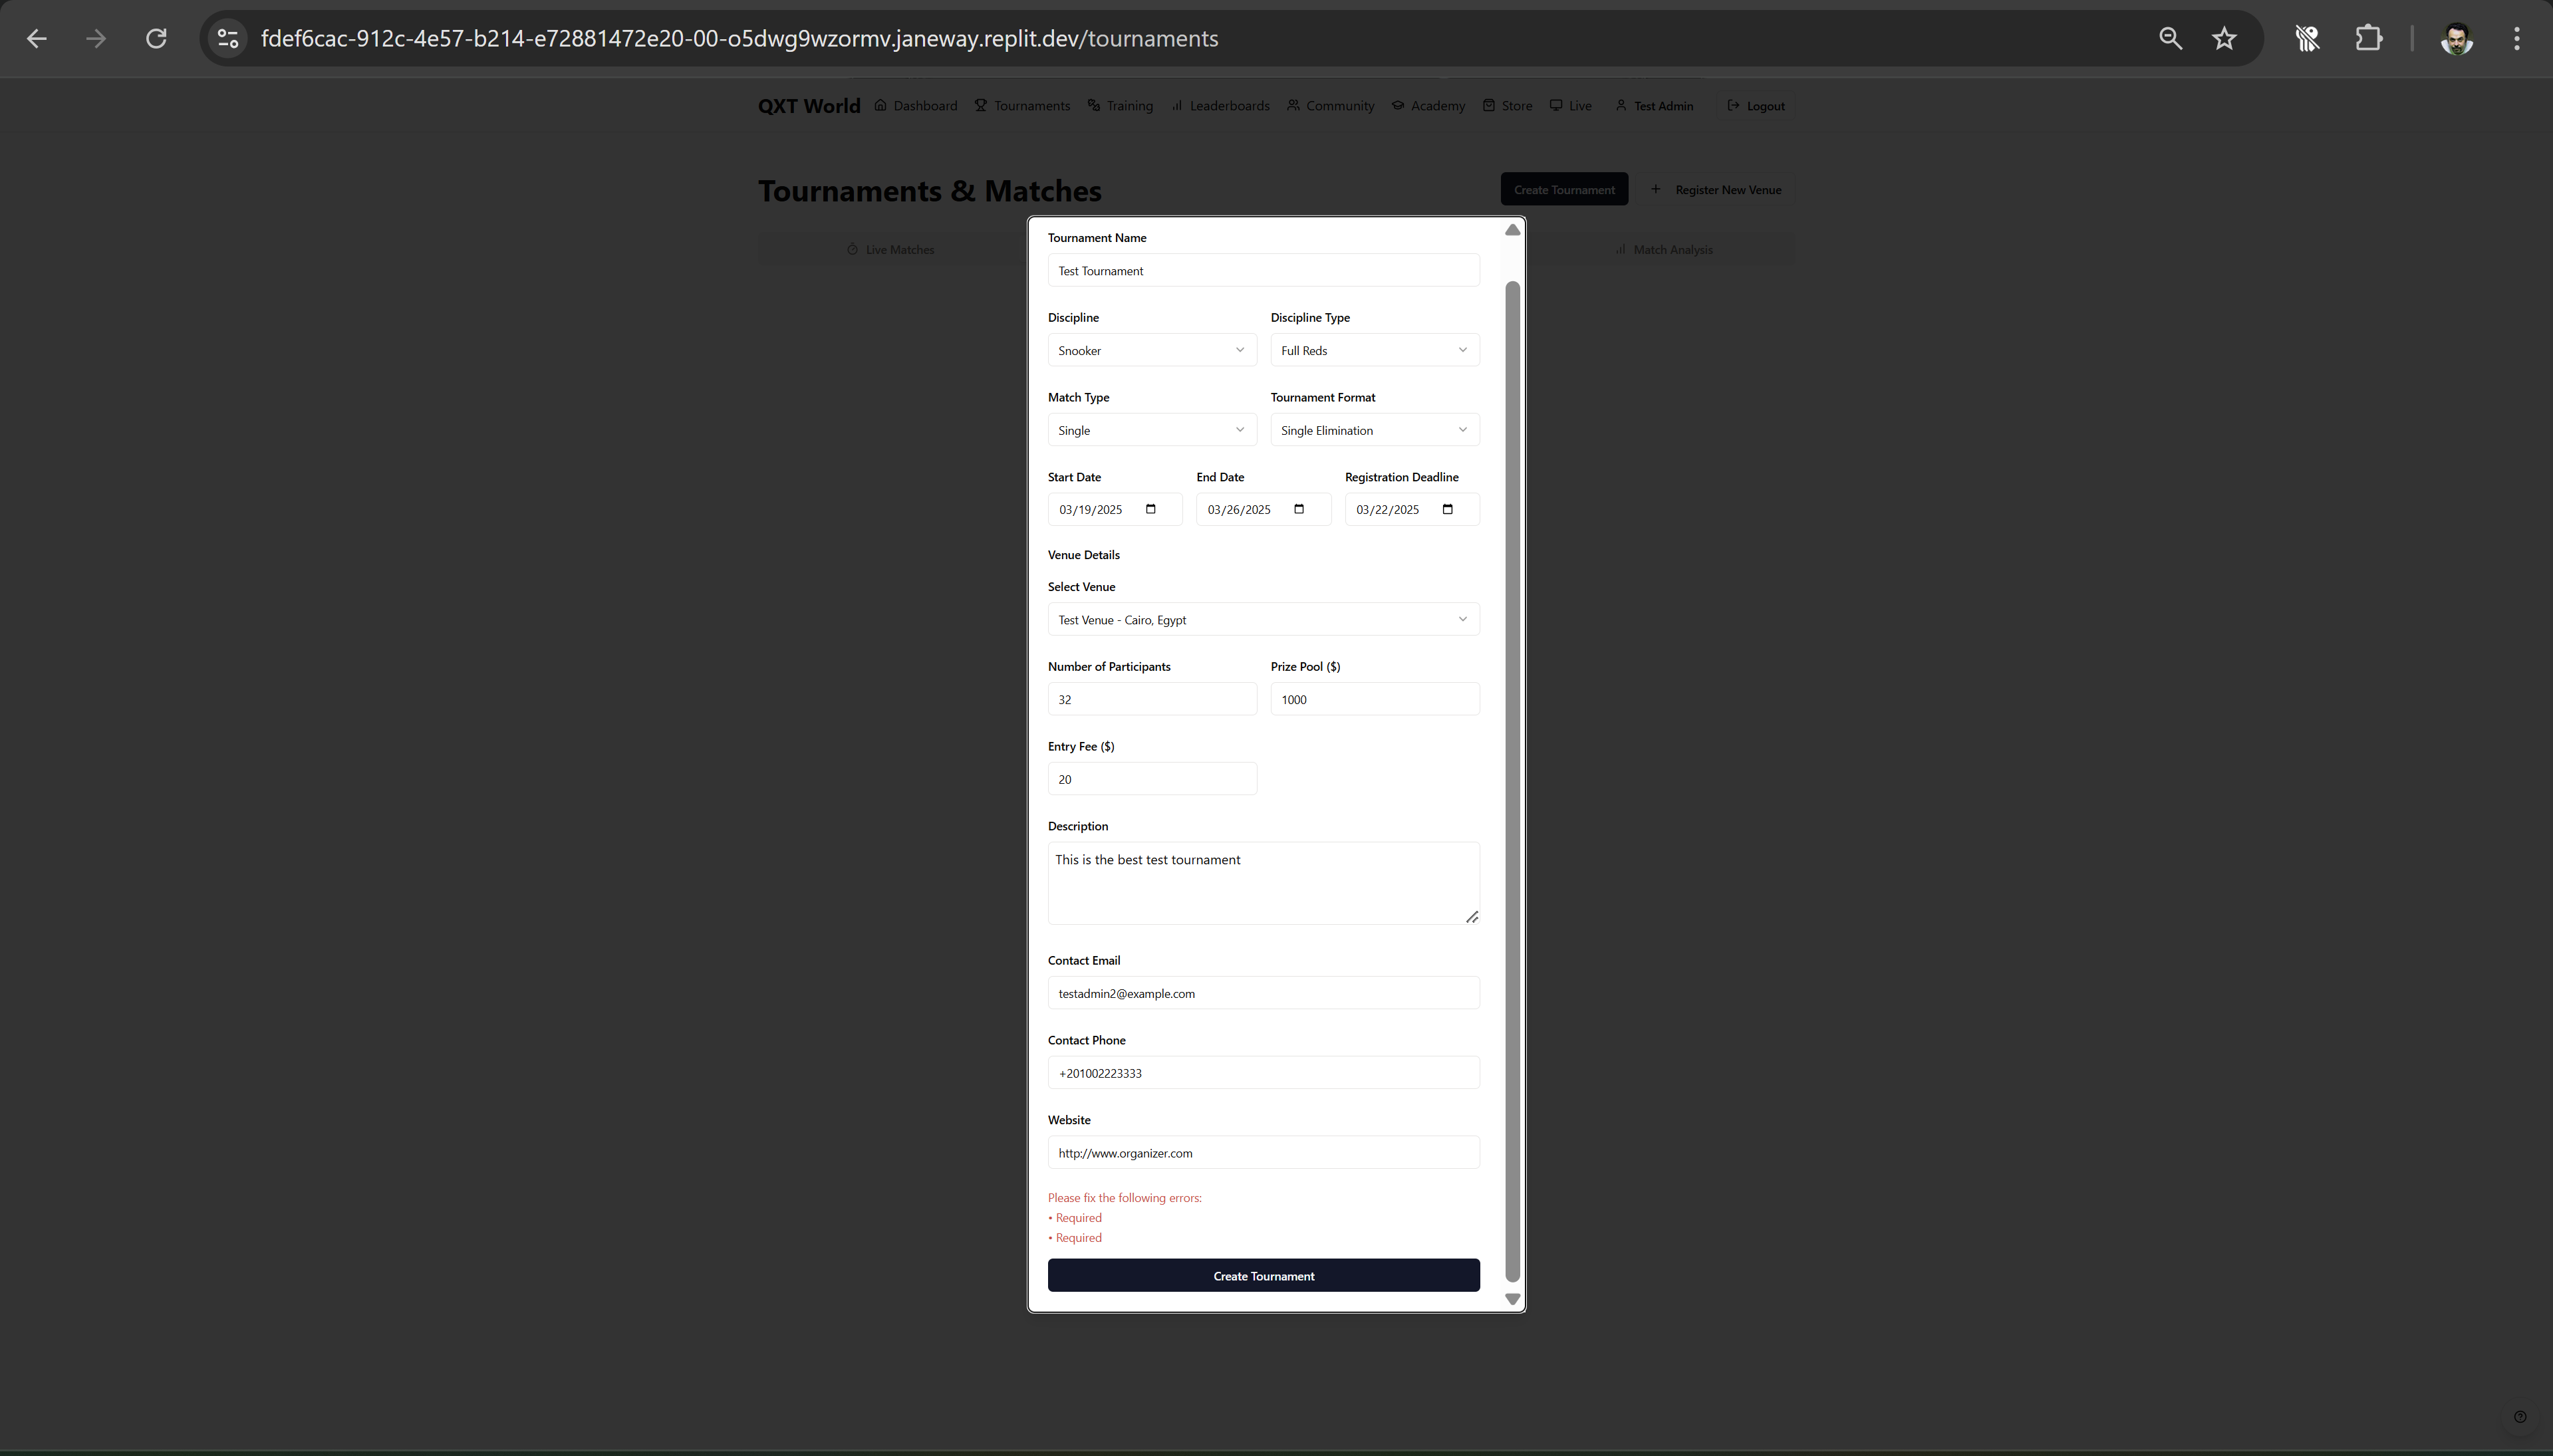 fdef6cac-912c-4e57-b214-e72881472e20-00-o5dwg9wzormv.janeway.replit.dev/tournaments
QXT World Dashboard Tournaments Training Leaderboards Community Academy Store Live Test Admin Logout
Tournaments & Matches Create Tournament + Register New Venue
Live Matches Match Analysis
Tournament Name
Test Tournament
Discipline Discipline Type
Snooker Full Reds
Match Type Tournament Format
Single Single Elimination
Start Date End Date Registration Deadline
03/19/2025 03/26/2025 03/22/2025
Venue Details
Select Venue
Test Venue - Cairo, Egypt
Number of Participants Prize Pool ($)
32 1000
Entry Fee ($)
20
Description
This is the best test tournament
Contact Email
testadmin2@example.com
Contact Phone
+201002223333
Website
http://www.organizer.com
Please fix the following errors:
• Required
• Required
Create Tournament